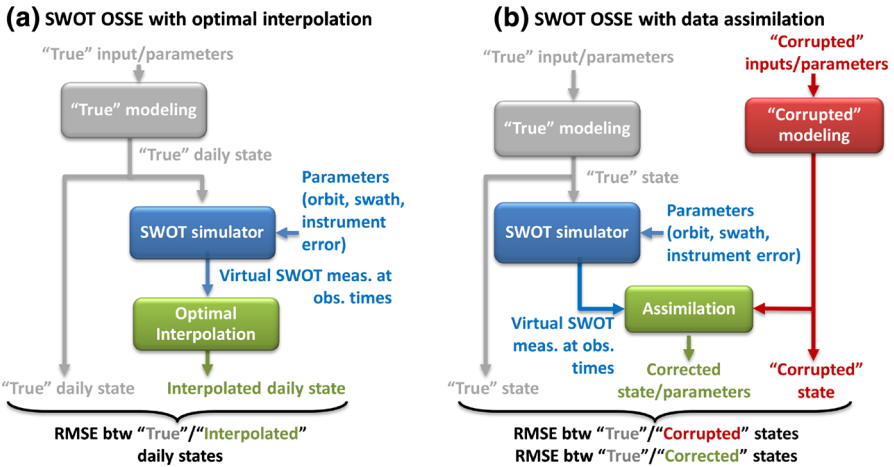 (a) SWOT OSSE with optimal interpolation
"True" input/parameters
"True" modeling
"True" daily state
Parameters
(orbit, swath,
instrument
error)
SWOT simulator
Virtual SWOT meas. at
obs. times
Optimal
Interpolation
"True" daily state
Interpolated daily state
RMSE btw "True"/"Interpolated"
daily states
(b) SWOT OSSE with data assimilation
"True" input/parameters
"Corrupted"
inputs/parameters
"True" modeling
"Corrupted"
modeling
"True" state
Parameters
(orbit, swath,
instrument error)
SWOT simulator
Assimilation
Virtual SWOT
meas. at obs.
times
"True" state
Corrected
state/parameters
"Corrupted"
state
RMSE btw "True"/"Corrupted" states
RMSE btw "True"/"Corrected" states